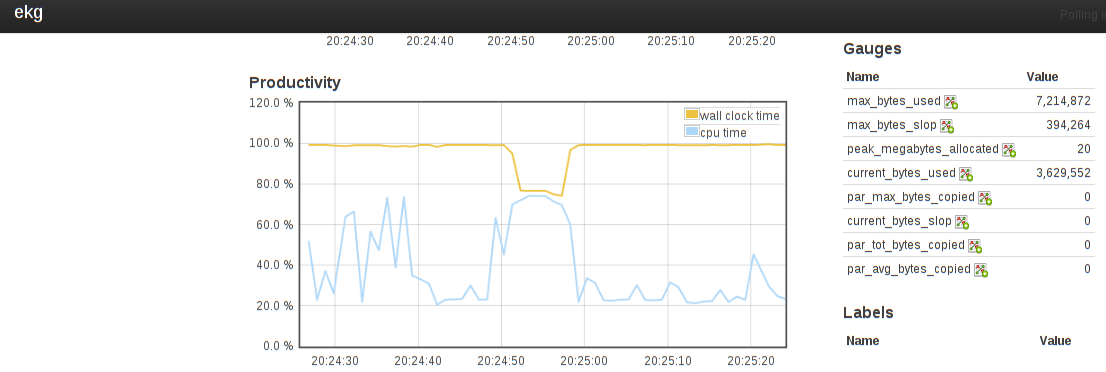 ekg
Polling i
20:24:30 20:24:40 20:24:50 20:25:00 20:25:10 20:25:20
Productivity
120.0 %
100.0 %
80.0 %
60.0 %
40.0 %
20.0 %
0.0 %
wall clock time
cpu time
20:24:30 20:24:40 20:24:50 20:25:00 20:25:10 20:25:20
Gauges
Name Value
max_bytes_used 7,214,872
max_bytes_slop 394,264
peak_megabytes_allocated 20
current_bytes_used 3,629,552
par_max_bytes_copied 0
current_bytes_slop 0
par_tot_bytes_copied 0
par_avg_bytes_copied 0
Labels
Name Value